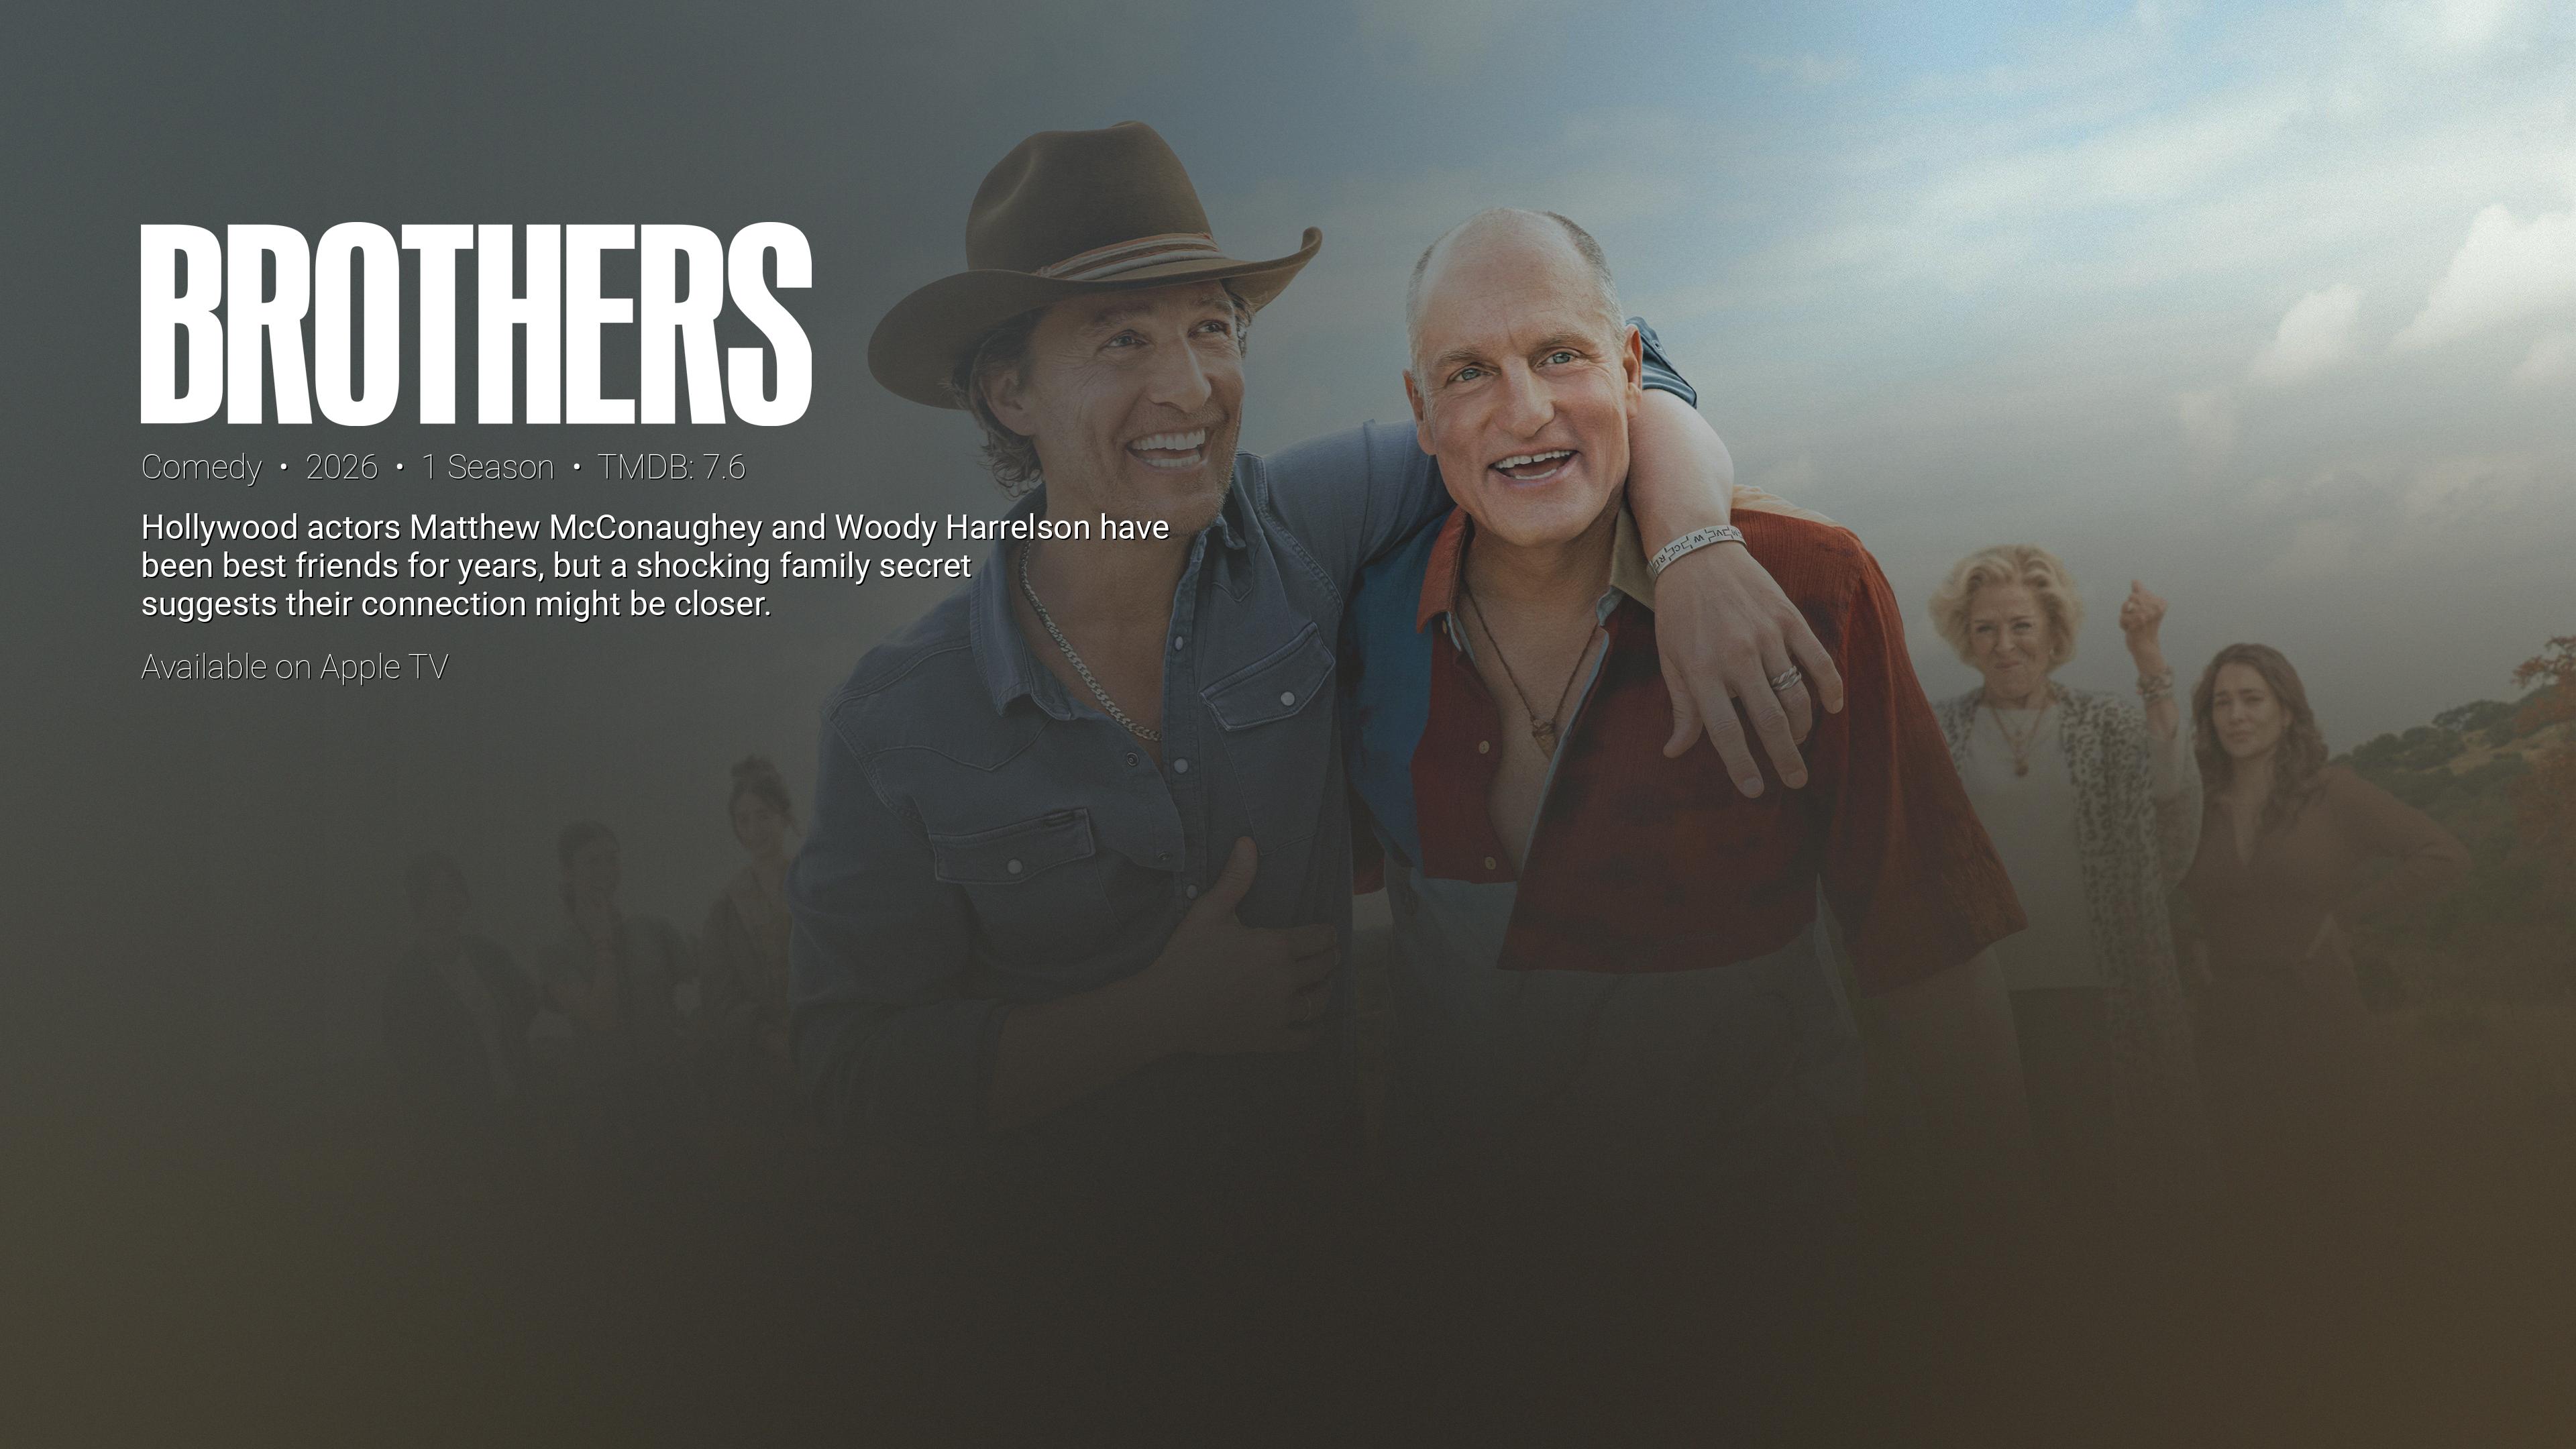 BROTHERS
Comedy • 2026 • 1 Season • TMDB: 7.6
Hollywood actors Matthew McConaughey and Woody Harrelson have
been best friends for years, but a shocking family secret
suggests their connection might be closer.
Available on Apple TV